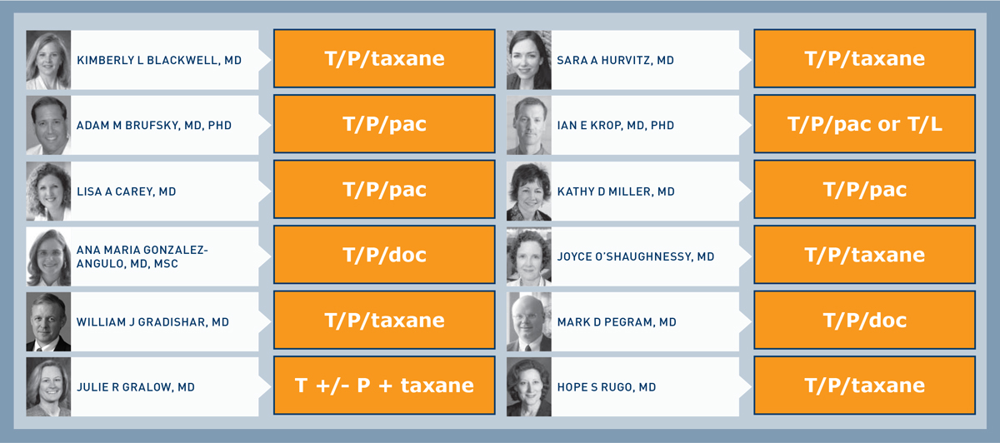 KIMBERLY L BLACKWELL, MD
T/P/taxane
ADAM M BRUFSKY, MD, PHD
T/P/pac
LISA A CAREY, MD
T/P/pac
ANA MARIA GONZALEZ-
ANGULO, MD, MSC
T/P/doc
WILLIAM J GRADISHAR, MD
T/P/taxane
JULIE R GRALOW, MD
T +/- P + taxane
SARA A HURVITZ, MD
T/P/taxane
IAN E KROP, MD, PHD
T/P/pac or T/L
KATHY D MILLER, MD
T/P/pac
JOYCE O’SHAUGHNESSY, MD
T/P/taxane
MARK D PEGRAM, MD
T/P/doc
HOPE S RUGO, MD
T/P/taxane